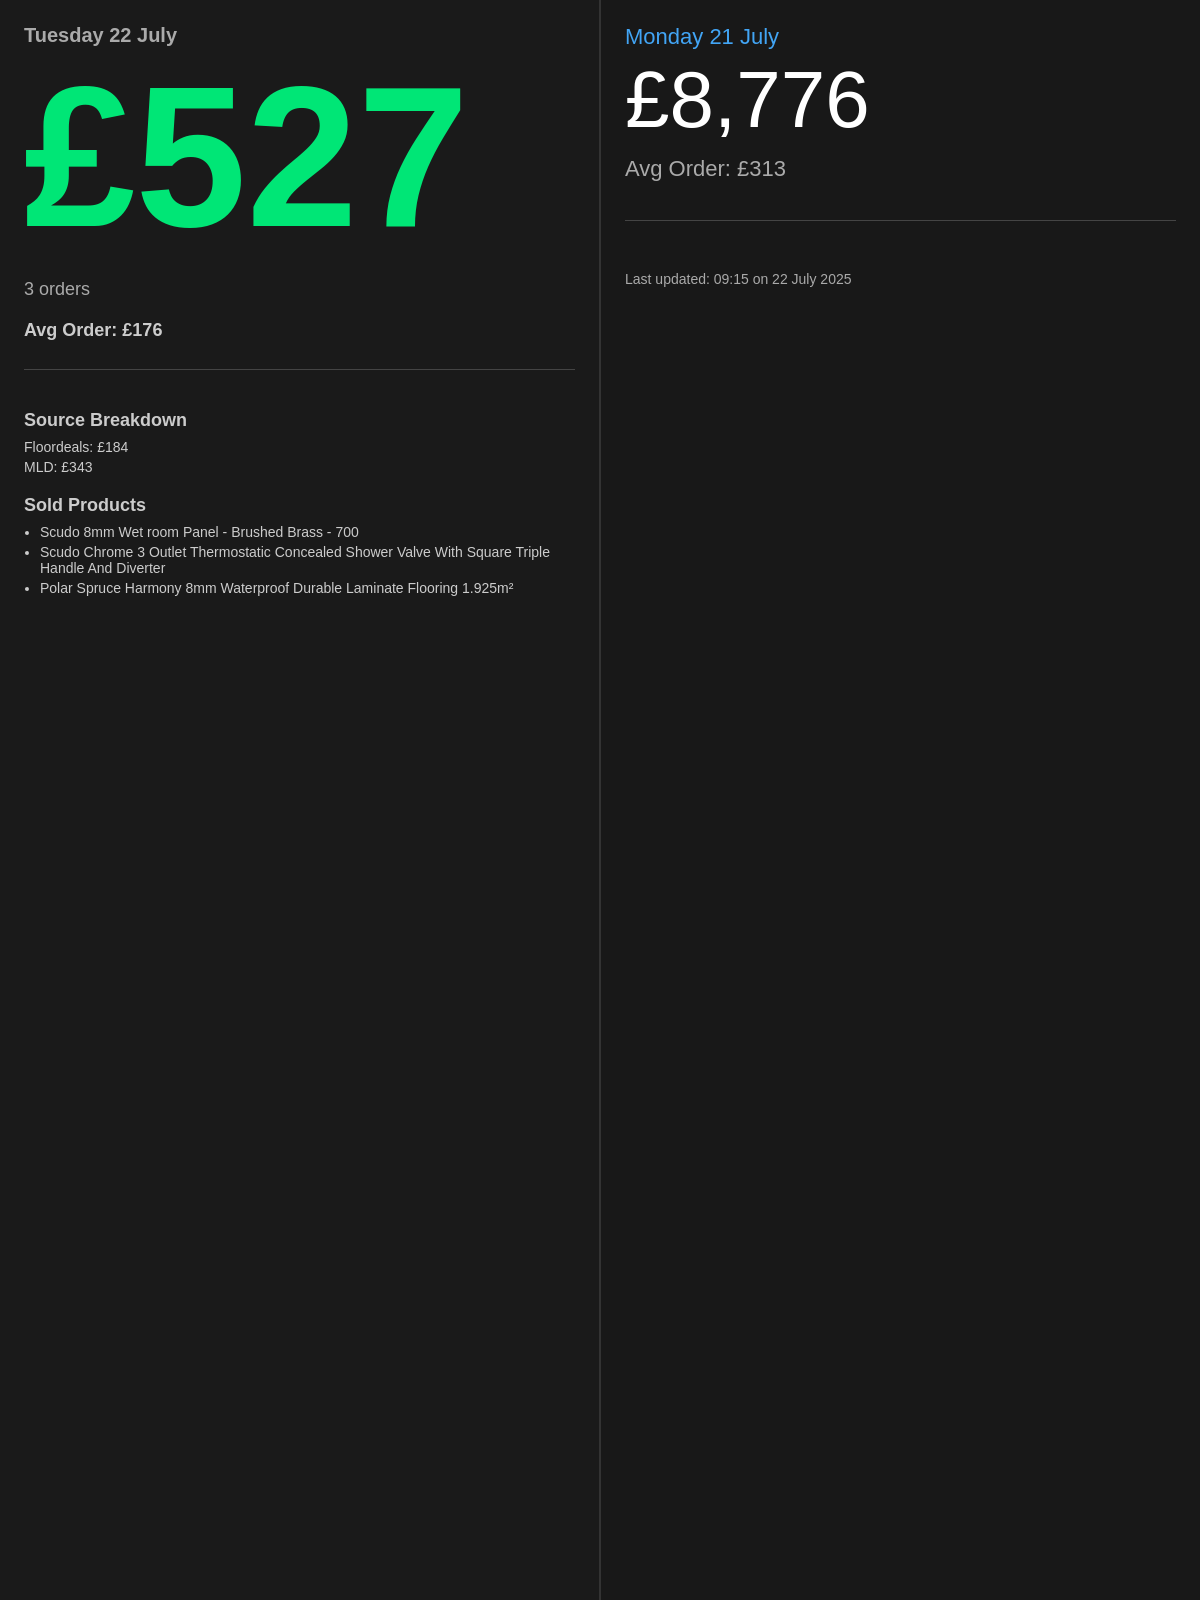 Tuesday 22 July
£527
3 orders
Avg Order: £176
Source Breakdown
Floordeals: £184
MLD: £343
Sold Products
• Scudo 8mm Wet room Panel - Brushed Brass - 700
• Scudo Chrome 3 Outlet Thermostatic Concealed Shower Valve With Square Triple
Handle And Diverter
• Polar Spruce Harmony 8mm Waterproof Durable Laminate Flooring 1.925m²
Monday 21 July
£8,776
Avg Order: £313
Last updated: 09:15 on 22 July 2025